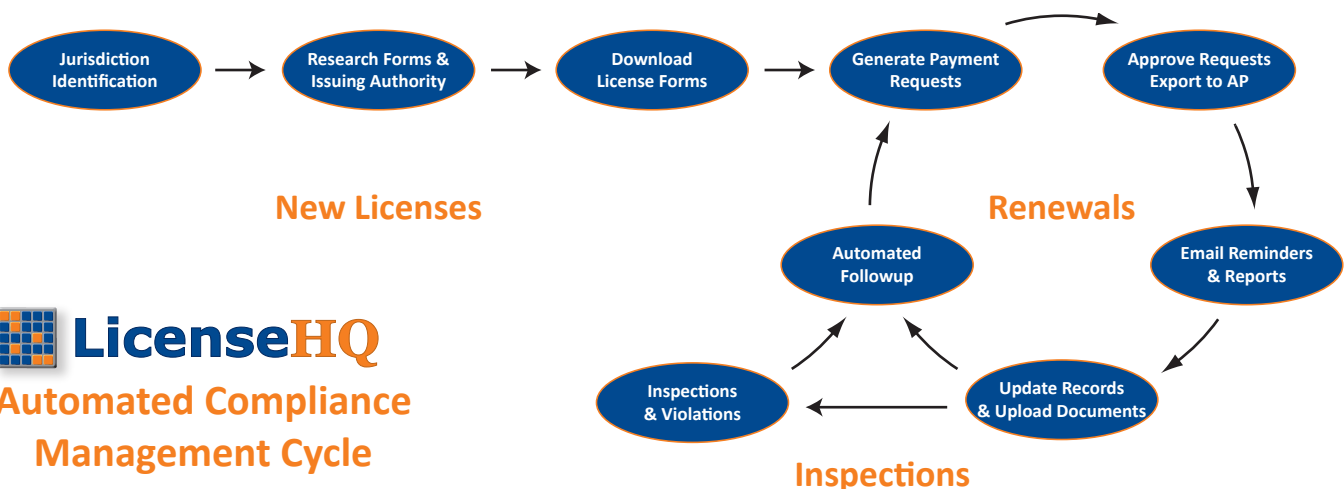 Jurisdiction
Identification
Research Forms &
Issuing Authority
Download
License Forms
Generate Payment
Requests
Approve Requests
Export to AP
New Licenses
Renewals
Automated
Followup
Email Reminders
& Reports
LicenseHQ
Automated Compliance
Management Cycle
Inspections
& Violations
Update Records
& Upload Documents
Inspections